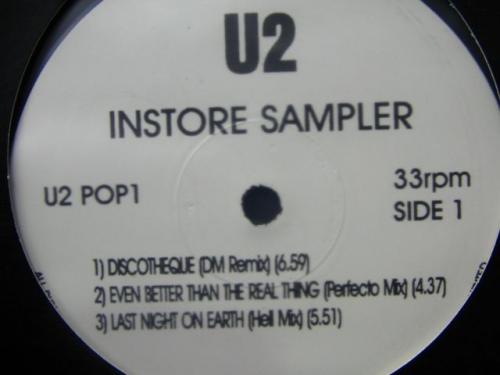 U2
INSTORE SAMPLER
U2 POP1
33rpm
SIDE 1
1) DISCOTHEQUE (DM Remix) (6.59)
2) EVEN BETTER THAN THE REAL THING (Perfecto Mix) (4.37)
3) LAST NIGHT ON EARTH (Hell Mix) (5.51)